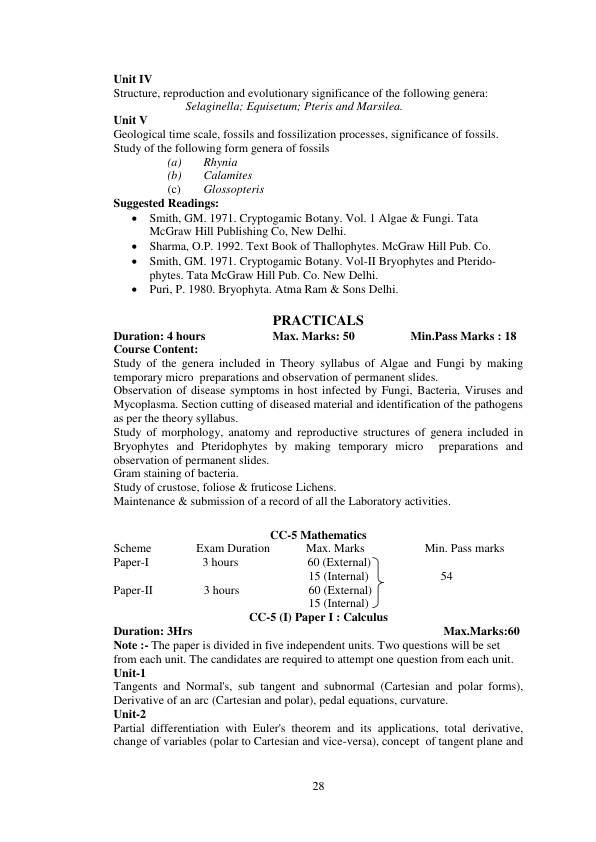 Unit IV
Structure, reproduction and evolutionary significance of the following genera:
Selaginella; Equisetum; Pteris and Marsilea.
Unit V
Geological time scale, fossils and fossilization processes, significance of fossils.
Study of the following form genera of fossils
(a) Rhynia
(b) Calamites
(c) Glossopteris
Suggested Readings:
• Smith, GM. 1971. Cryptogamic Botany. Vol. 1 Algae & Fungi. Tata
McGraw Hill Publishing Co, New Delhi.
• Sharma, O.P. 1992. Text Book of Thallophytes. McGraw Hill Pub. Co.
• Smith, GM. 1971. Cryptogamic Botany. Vol-II Bryophytes and Pterido-
phytes. Tata McGraw Hill Pub. Co. New Delhi.
• Puri, P. 1980. Bryophyta. Atma Ram & Sons Delhi.
PRACTICALS
Duration: 4 hours Max. Marks: 50 Min.Pass Marks : 18
Course Content:
Study of the genera included in Theory syllabus of Algae and Fungi by making
temporary micro preparations and observation of permanent slides.
Observation of disease symptoms in host infected by Fungi, Bacteria, Viruses and
Mycoplasma. Section cutting of diseased material and identification of the pathogens
as per the theory syllabus.
Study of morphology, anatomy and reproductive structures of genera included in
Bryophytes and Pteridophytes by making temporary micro preparations and
observation of permanent slides.
Gram staining of bacteria.
Study of crustose, foliose & fruticose Lichens.
Maintenance & submission of a record of all the Laboratory activities.
CC-5 Mathematics
Scheme Exam Duration Max. Marks Min. Pass marks
Paper-I 3 hours 60 (External)
15 (Internal) 54
Paper-II 3 hours 60 (External)
15 (Internal)
CC-5 (I) Paper I : Calculus
Duration: 3Hrs Max.Marks:60
Note :- The paper is divided in five independent units. Two questions will be set
from each unit. The candidates are required to attempt one question from each unit.
Unit-1
Tangents and Normal's, sub tangent and subnormal (Cartesian and polar forms),
Derivative of an arc (Cartesian and polar), pedal equations, curvature.
Unit-2
Partial differentiation with Euler's theorem and its applications, total derivative,
change of variables (polar to Cartesian and vice-versa), concept of tangent plane and
28